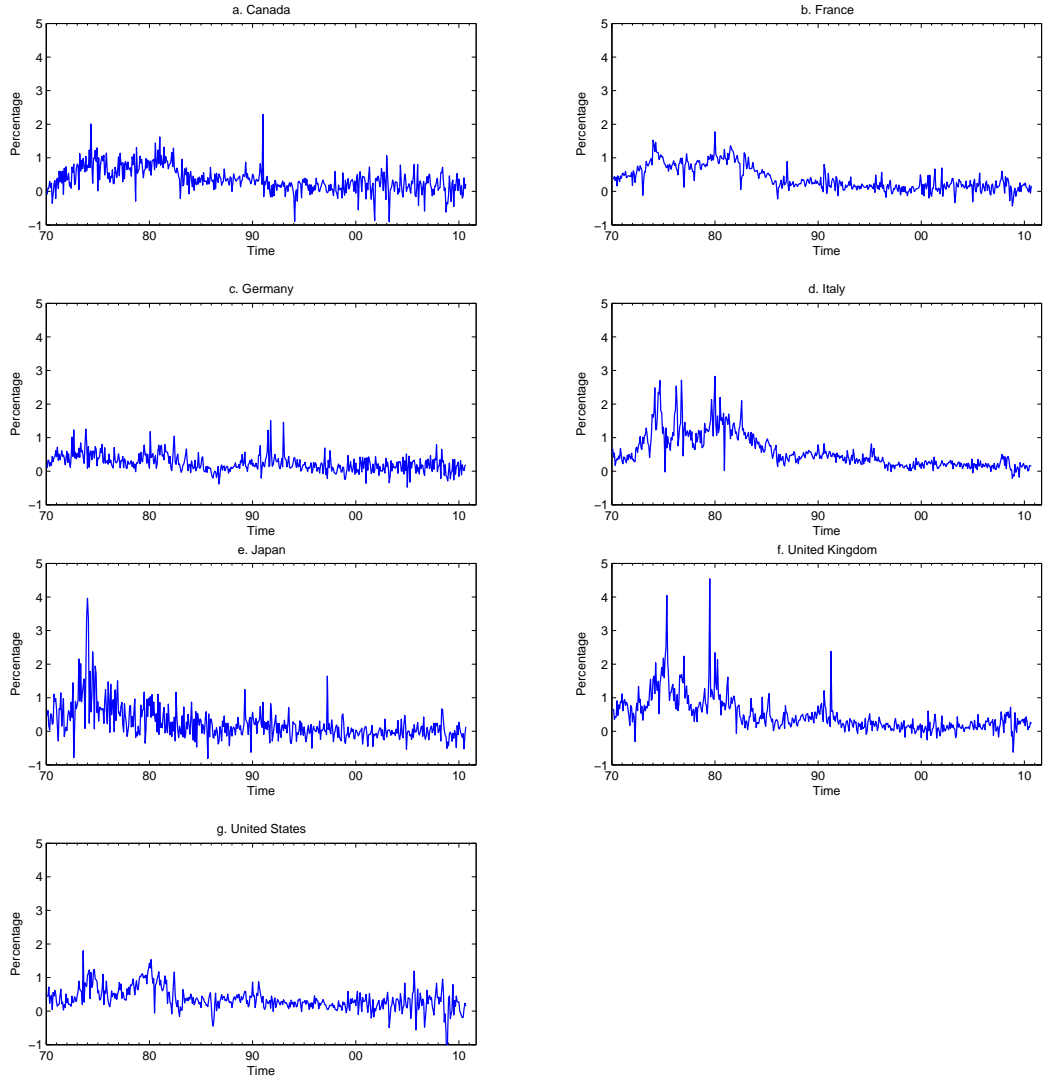 a. Canada
5
4
3
2
1
0
−1
Percentage
70 80 90 00 10
Time
b. France
5
4
3
2
1
0
−1
Percentage
70 80 90 00 10
Time
c. Germany
5
4
3
2
1
0
−1
Percentage
70 80 90 00 10
Time
d. Italy
5
4
3
2
1
0
−1
Percentage
70 80 90 00 10
Time
e. Japan
5
4
3
2
1
0
−1
Percentage
70 80 90 00 10
Time
f. United Kingdom
5
4
3
2
1
0
−1
Percentage
70 80 90 00 10
Time
g. United States
5
4
3
2
1
0
−1
Percentage
70 80 90 00 10
Time